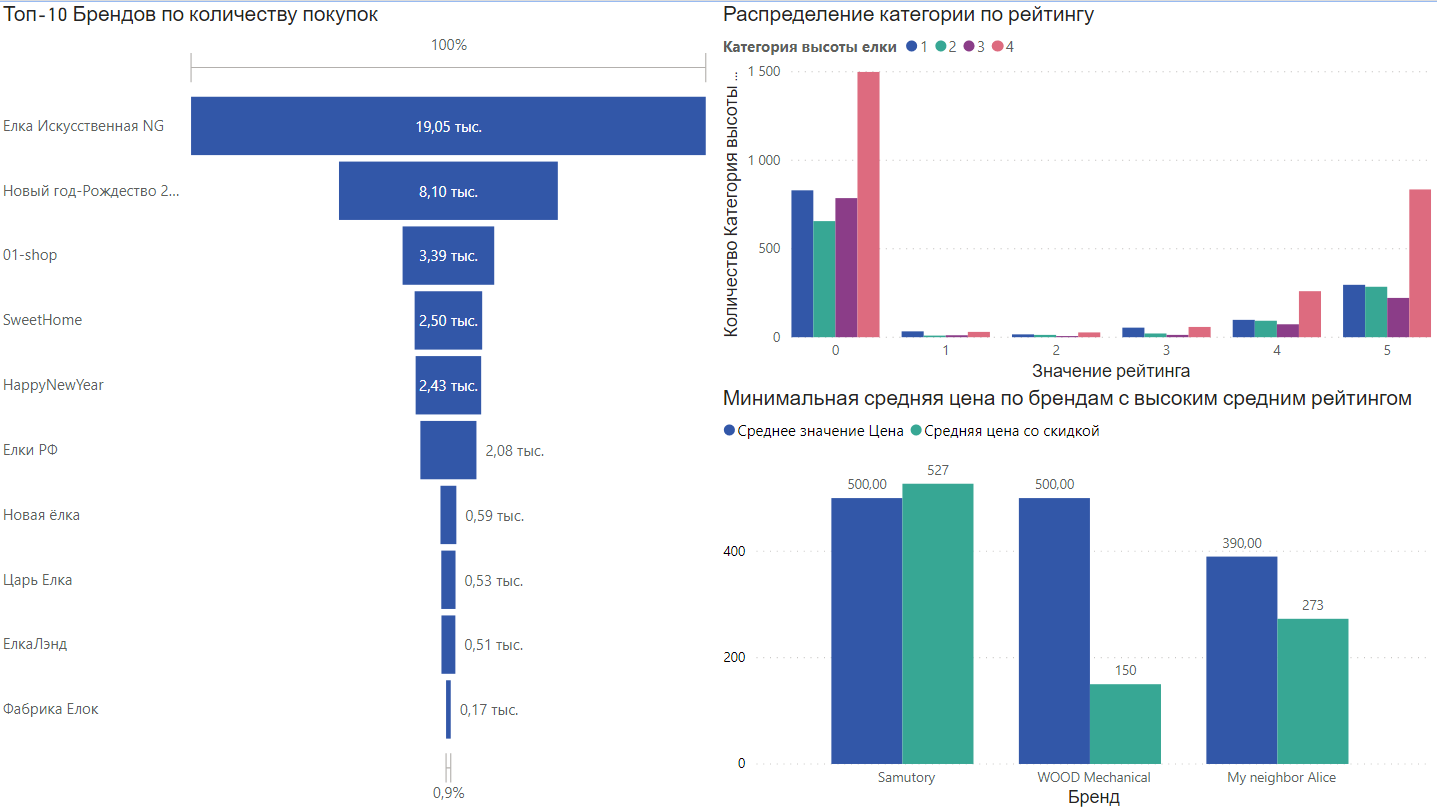 Топ-10 Брендов по количеству покупок
100%
Елка Искусственная NG
19,05 тыс.
Новый год-Рождество 2...
8,10 тыс.
01-shop
3,39 тыс.
SweetHome
2,50 тыс.
HappyNewYear
2,43 тыс.
Елки РФ
2,08 тыс.
Новая ёлка
0,59 тыс.
Царь Елка
0,53 тыс.
ЕлкаЛэнд
0,51 тыс.
Фабрика Елок
0,17 тыс.
0,9%
Распределение категории по рейтингу
Категория высоты елки 1 2 3 4
Количество Категория высоты ...
1 500
1 000
500
0
0 1 2 3 4 5
Значение рейтинга
Минимальная средняя цена по брендам с высоким средним рейтингом
Среднее значение Цена Средняя цена со скидкой
400
200
0
500,00 527
500,00 150
390,00 273
Samutory WOOD Mechanical My neighbor Alice
Бренд